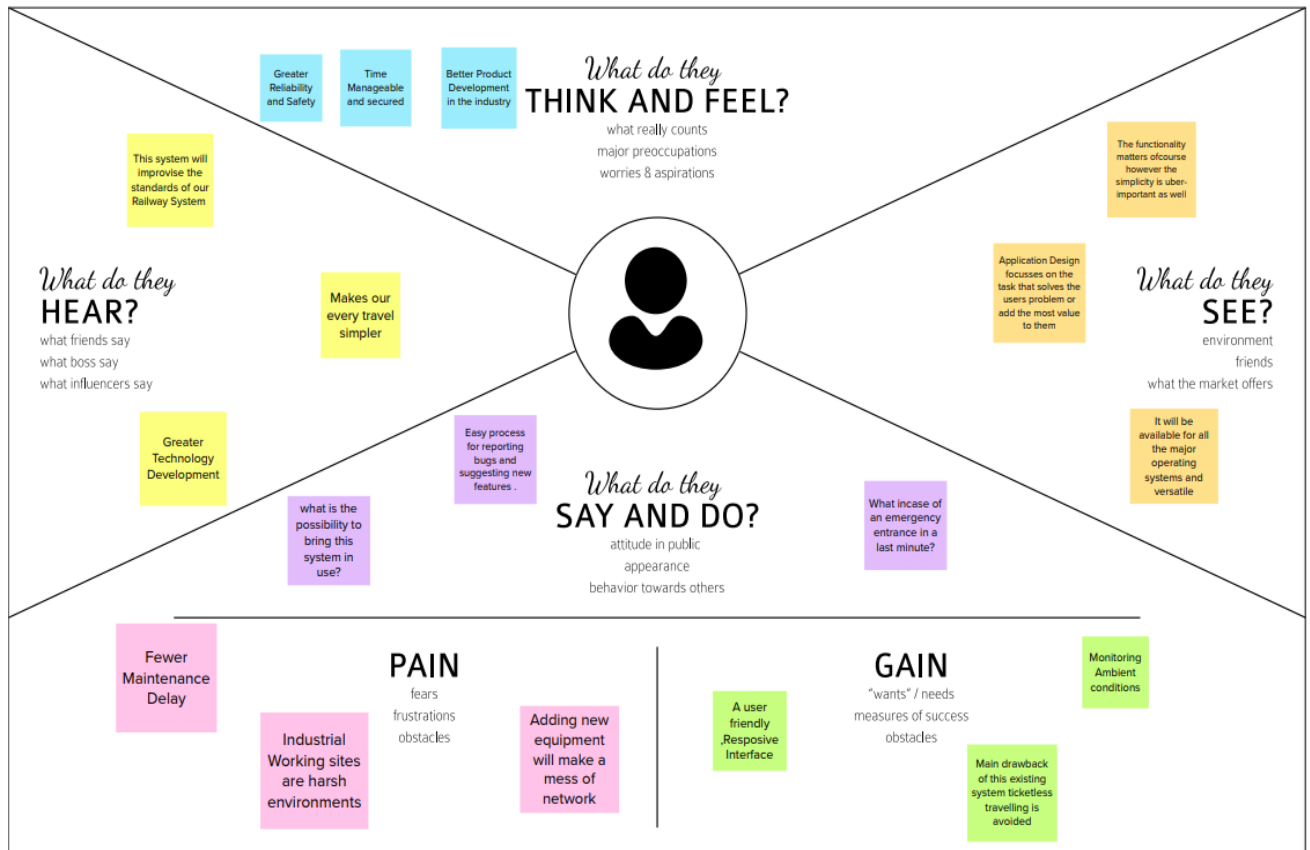 Greater
Reliability
and Safety
Time
Manageable
and secured
Better Product
Development
in the industry
What do they
THINK AND FEEL?
what really counts
major preoccupations
worries & aspirations
This system will
improvise the
standards of our
Railway System
What do they
HEAR?
what friends say
what boss say
what influencers say
Makes our
every travel
simpler
Greater
Technology
Development
The functionality
matters ofcourse
however the
simplicity is uber-
important as well
Application Design
focusses on the
task that solves the
users problem or
add the most value
to them
What do they
SEE?
environment
friends
what the market offers
It will be
available for all
the major
operating
systems and
versatile
Easy process
for reporting
bugs and
suggesting new
features .
what is the
possibility to
bring this
system in
use?
What do they
SAY AND DO?
attitude in public
appearance
behavior towards others
What incase of
an emergency
entrance in a
last minute?
Fewer
Maintenance
Delay
PAIN
fears
frustrations
obstacles
Industrial
Working sites
are harsh
environments
Adding new
equipment
will make a
mess of
network
GAIN
"wants" / needs
measures of success
obstacles
A user
friendly
,Resposive
Interface
Monitoring
Ambient
conditions
Main drawback
of this existing
system ticketless
travelling is
avoided